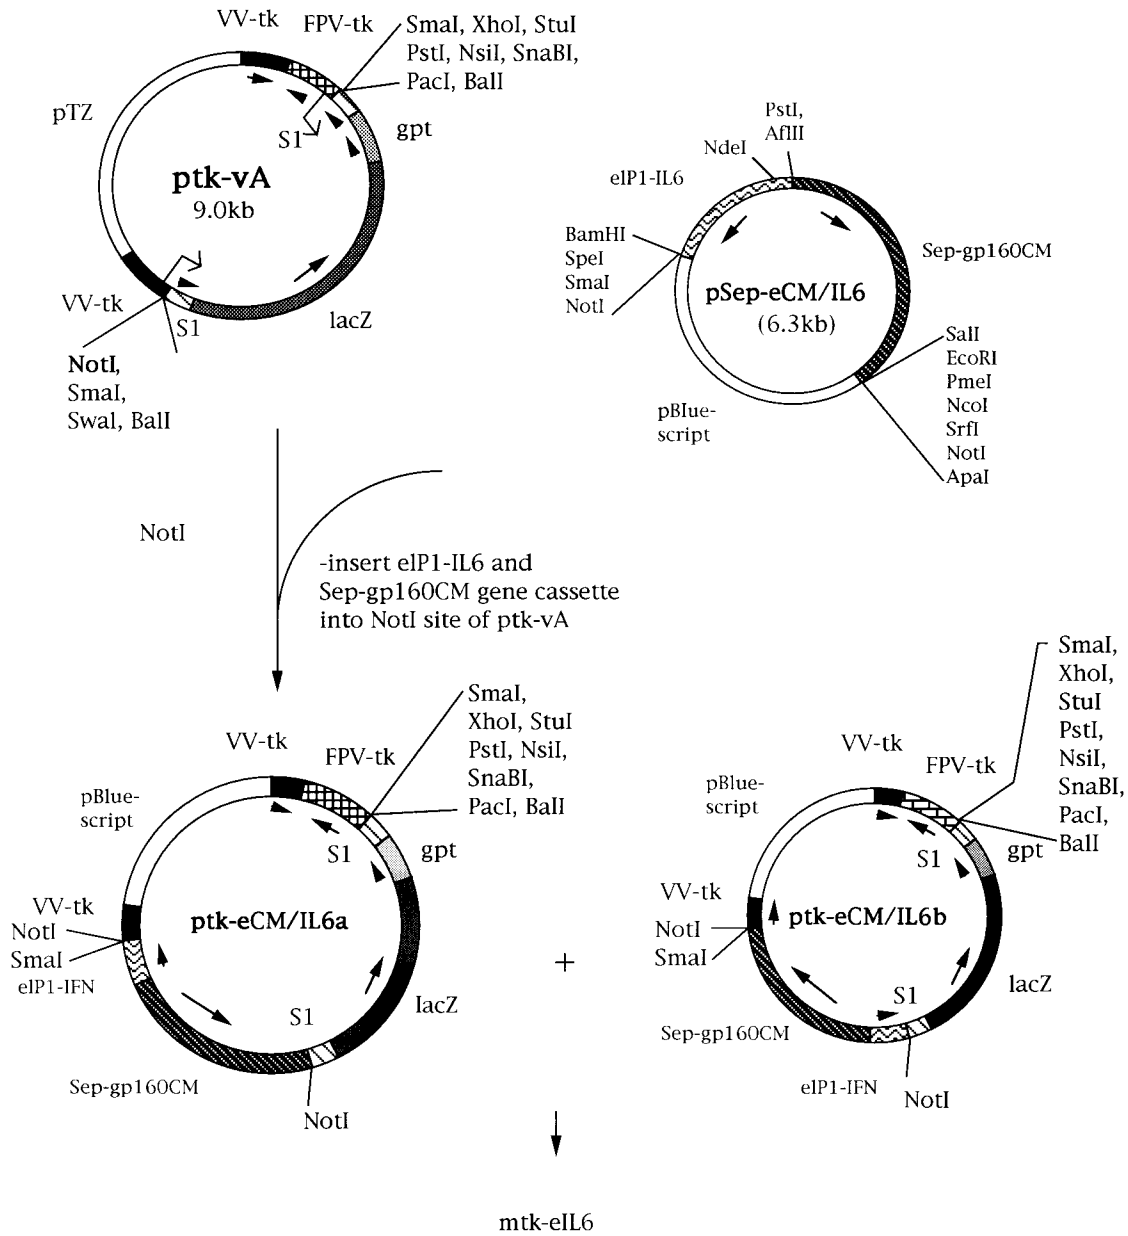 VV-tk
FPV-tk
SmaI, XhoI, StuI
PstI, NsiI, SnaBI,
PacI, BalI
pTZ
S1
gpt
ptk-vA
9.0kb
VV-tk
S1
lacZ
NotI,
SmaI,
SwaI, BalI
PstI,
AflII
NdeI
elP1-IL6
BamHI
SpeI
SmaI
NotI
Sep-gp160CM
pSep-eCM/IL6
(6.3kb)
SalI
EcoRI
PmeI
NcoI
SrfI
NotI
ApaI
pBlue-
script
NotI
-insert elP1-IL6 and
Sep-gp160CM gene cassette
into NotI site of ptk-vA
VV-tk
FPV-tk
SmaI,
XhoI, StuI
PstI, NsiI,
SnaBI,
PacI, BalI
pBlue-
script
S1
gpt
VV-tk
NotI
SmaI
elP1-IFN
ptk-eCM/IL6a
S1
lacZ
Sep-gp160CM
NotI
+
VV-tk
FPV-tk
SmaI,
XhoI,
StuI
PstI,
NsiI,
SnaBI,
PacI,
BalI
pBlue-
script
S1
gpt
VV-tk
NotI
SmaI
ptk-eCM/IL6b
S1
lacZ
Sep-gp160CM
elP1-IFN
NotI
mtk-eIL6